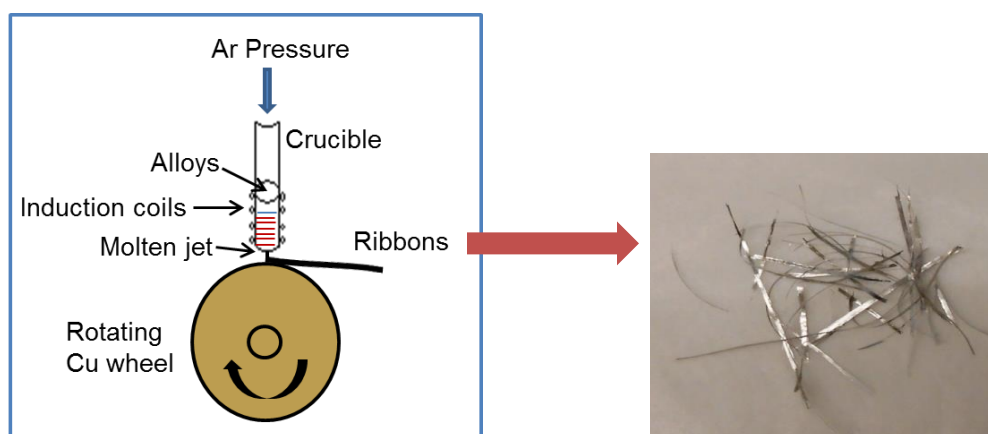 Ar Pressure
Crucible
Alloys
Induction coils
Molten jet
Ribbons
Rotating
Cu wheel